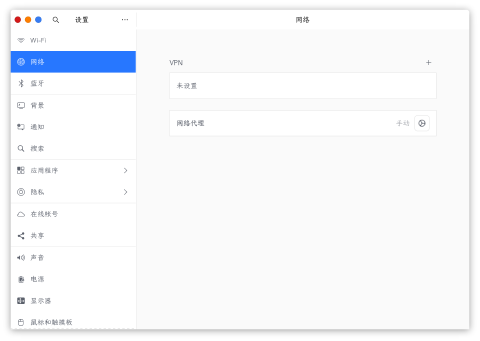 设置
网络
Wi-Fi
网络
蓝牙
背景
通知
搜索
应用程序
隐私
在线帐号
共享
声音
电源
显示器
鼠标和触摸板
VPN
未设置
网络代理
手动